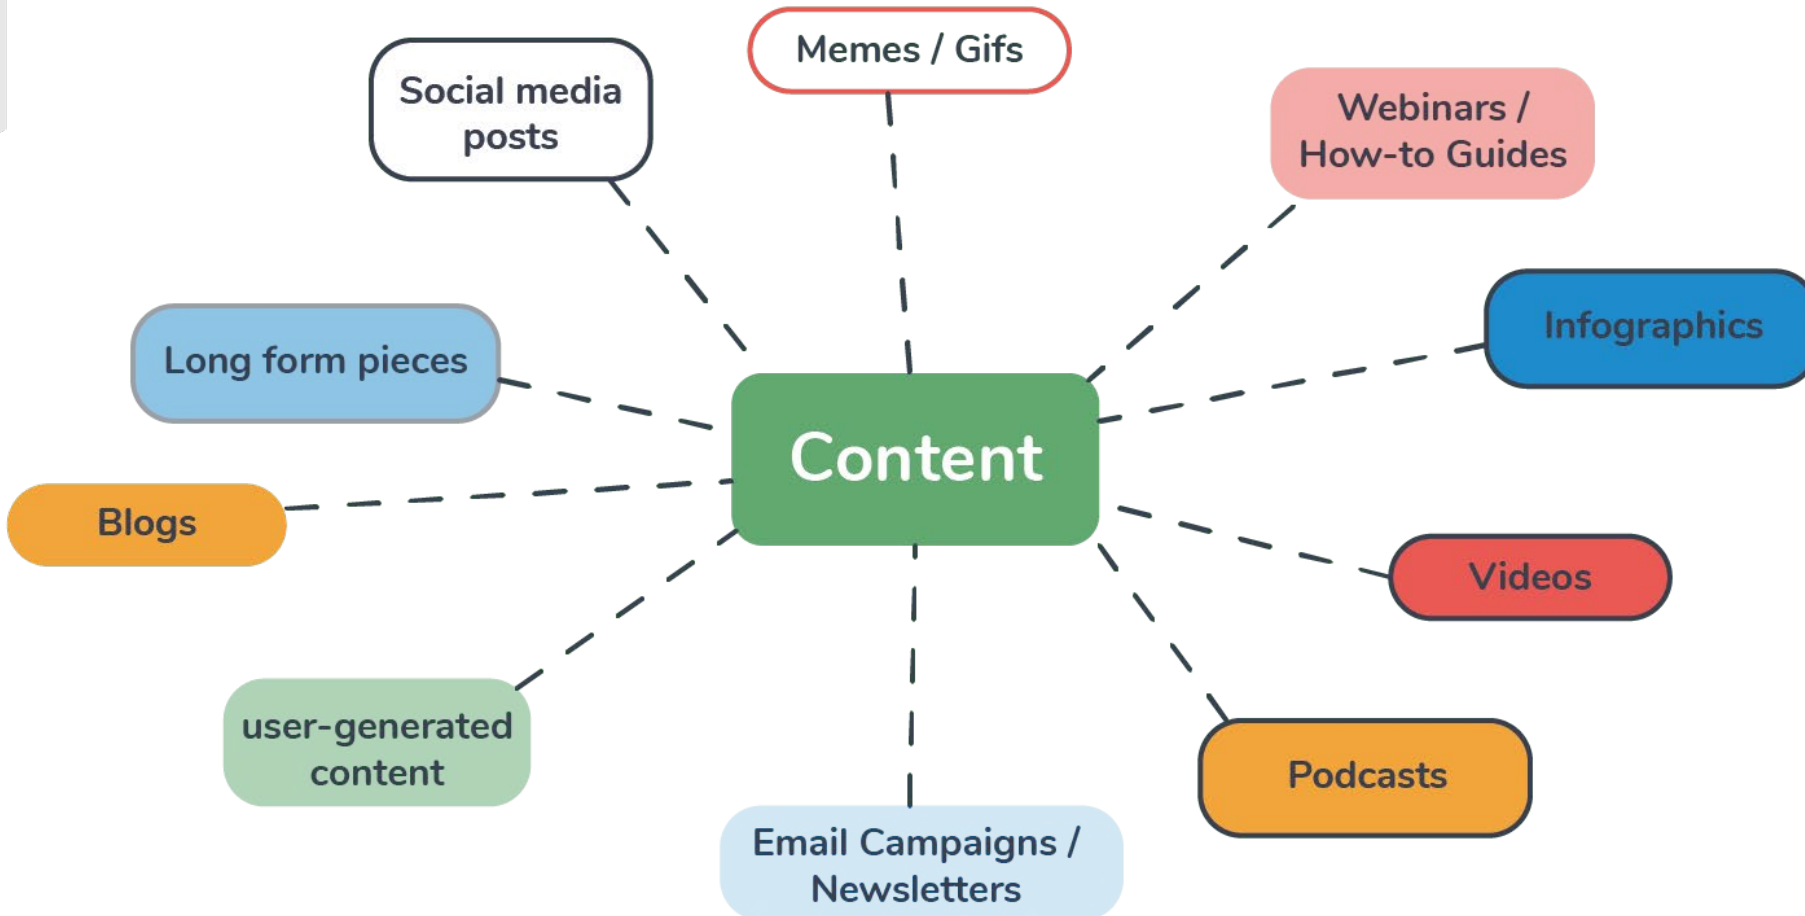 Memes / Gifs
Social media
posts
Webinars /
How-to Guides
Infographics
Long form pieces
Content
Blogs
Videos
user-generated
content
Podcasts
Email Campaigns /
Newsletters